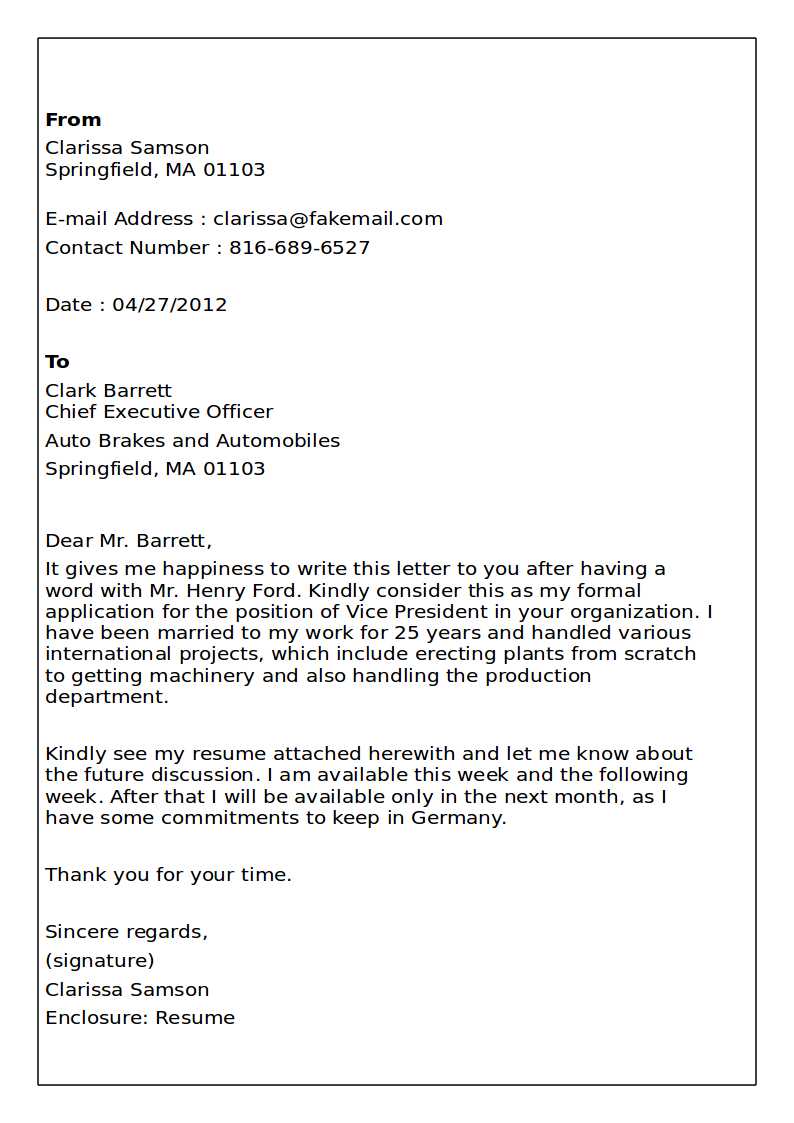 From
Clarissa Samson
Springfield, MA 01103
E-mail Address : clarissa@fakemail.com
Contact Number : 816-689-6527
Date : 04/27/2012
To
Clark Barrett
Chief Executive Officer
Auto Brakes and Automobiles
Springfield, MA 01103
Dear Mr. Barrett,
It gives me happiness to write this letter to you after having a
word with Mr. Henry Ford. Kindly consider this as my formal
application for the position of Vice President in your organization. I
have been married to my work for 25 years and handled various
international projects, which include erecting plants from scratch
to getting machinery and also handling the production
department.
Kindly see my resume attached herewith and let me know about
the future discussion. I am available this week and the following
week. After that I will be available only in the next month, as I
have some commitments to keep in Germany.
Thank you for your time.
Sincere regards,
(signature)
Clarissa Samson
Enclosure: Resume